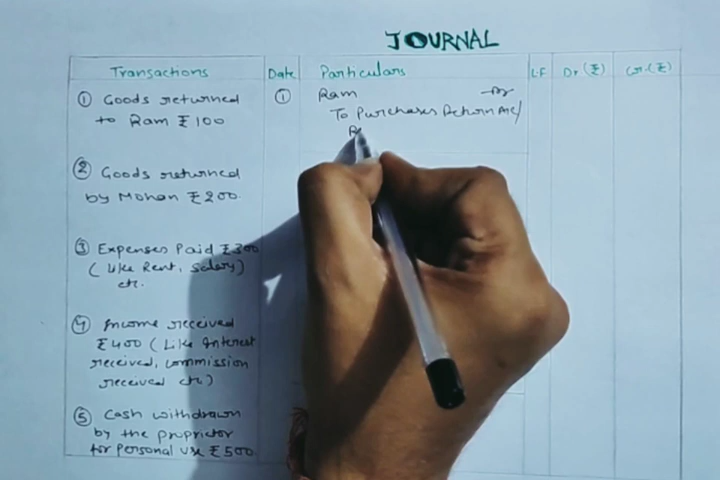 JOURNAL
Transactions Date Particulars L.F Dr (₹) Cr. (₹)
① Goods returned
to Ram ₹100
① Ram Dr
To Purchases Return A/c
② Goods returned
by Mohan ₹200.
③ Expenses Paid ₹300
(Like Rent, Salary)
etc.
④ Income received
₹400 (Like Interest
received, commission
received etc)
⑤ Cash withdrawn
by the proprietor
for Personal Use ₹500